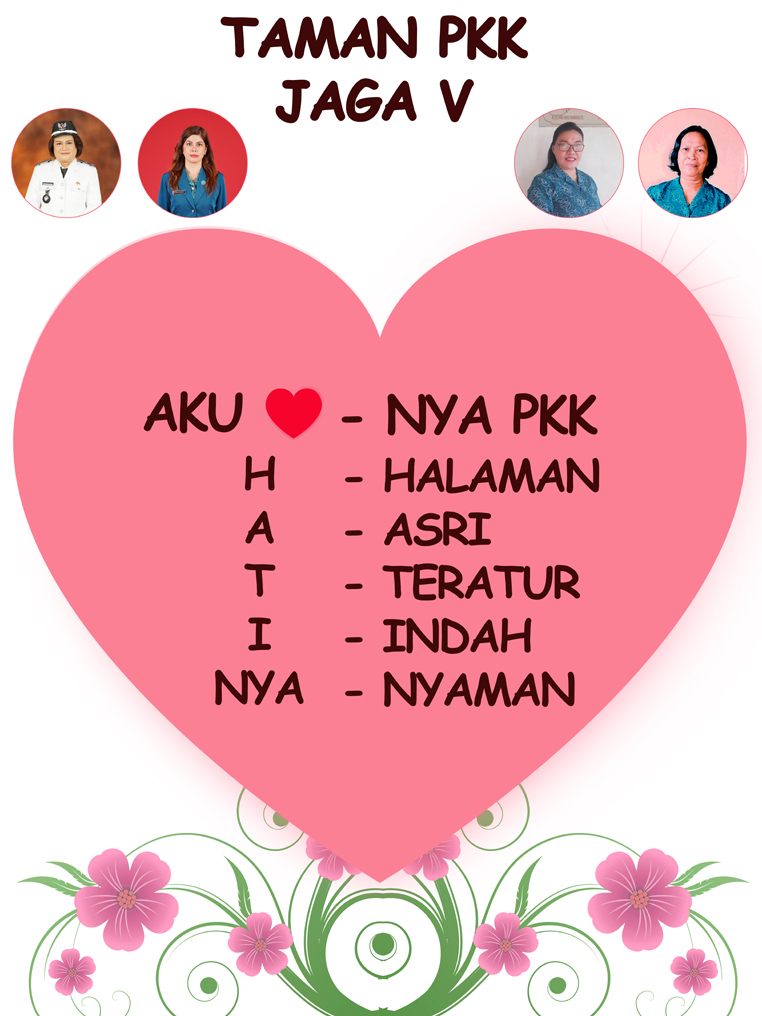 TAMAN PKK
JAGA V
AKU ❤ - NYA PKK
H - HALAMAN
A - ASRI
T - TERATUR
I - INDAH
NYA - NYAMAN